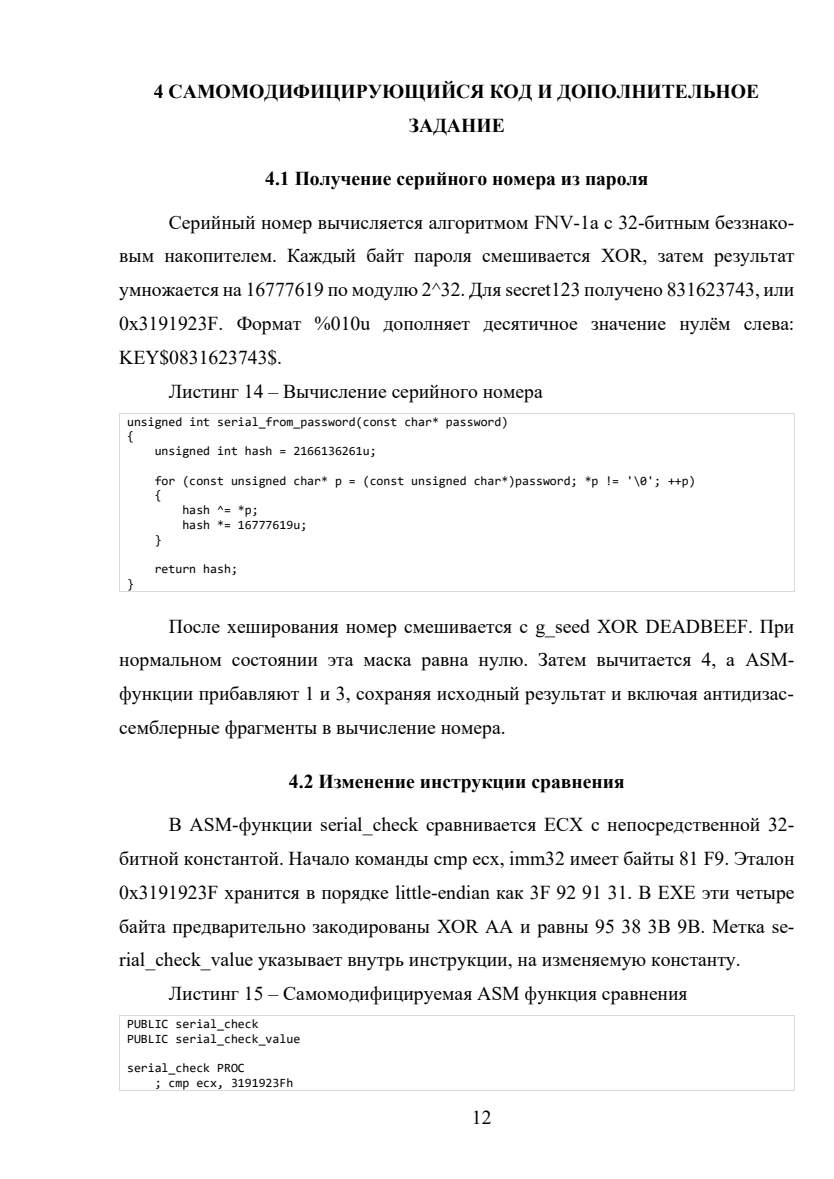 4 САМОМОДИФИЦИРУЮЩИЙСЯ КОД И ДОПОЛНИТЕЛЬНОЕ
ЗАДАНИЕ
4.1 Получение серийного номера из пароля
Серийный номер вычисляется алгоритмом FNV-1a с 32-битным беззнако-
вым накопителем. Каждый байт пароля смешивается XOR, затем результат
умножается на 16777619 по модулю 2^32. Для secret123 получено 831623743, или
0x3191923F. Формат %010u дополняет десятичное значение нулём слева:
KEY$0831623743$.
Листинг 14 – Вычисление серийного номера
unsigned int serial_from_password(const char* password)
{
    unsigned int hash = 2166136261u;
    for (const unsigned char* p = (const unsigned char*)password; *p != '\0'; ++p)
    {
        hash ^= *p;
        hash *= 16777619u;
    }
    return hash;
}
После хеширования номер смешивается с g_seed XOR DEADBEEF. При
нормальном состоянии эта маска равна нулю. Затем вычитается 4, а ASM-
функции прибавляют 1 и 3, сохраняя исходный результат и включая антидизас-
семблерные фрагменты в вычисление номера.
4.2 Изменение инструкции сравнения
В ASM-функции serial_check сравнивается ECX с непосредственной 32-
битной константой. Начало команды cmp ecx, imm32 имеет байты 81 F9. Эталон
0x3191923F хранится в порядке little-endian как 3F 92 91 31. В EXE эти четыре
байта предварительно закодированы XOR AA и равны 95 38 3B 9B. Метка se-
rial_check_value указывает внутрь инструкции, на изменяемую константу.
Листинг 15 – Самомодифицируемая ASM функция сравнения
PUBLIC serial_check
PUBLIC serial_check_value
serial_check PROC
    ; cmp ecx, 3191923Fh
12